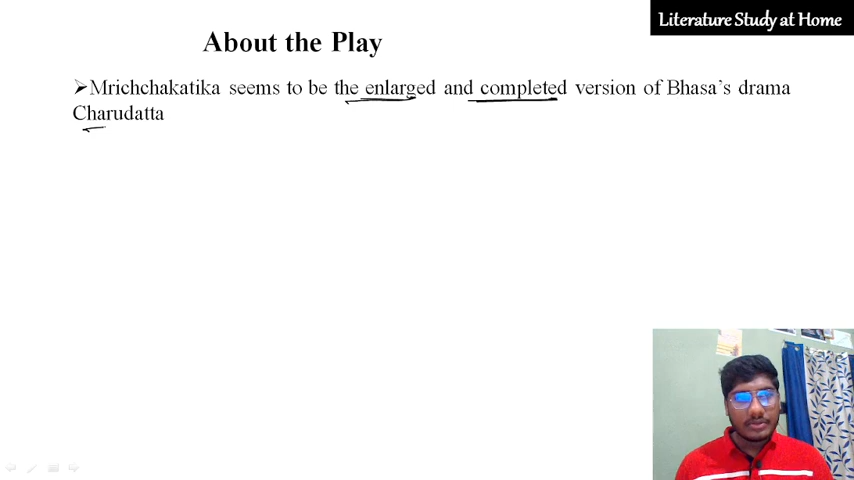 Literature Study at Home
About the Play
➢Mrichchakatika seems to be the enlarged and completed version of Bhasa's drama
Charudatta